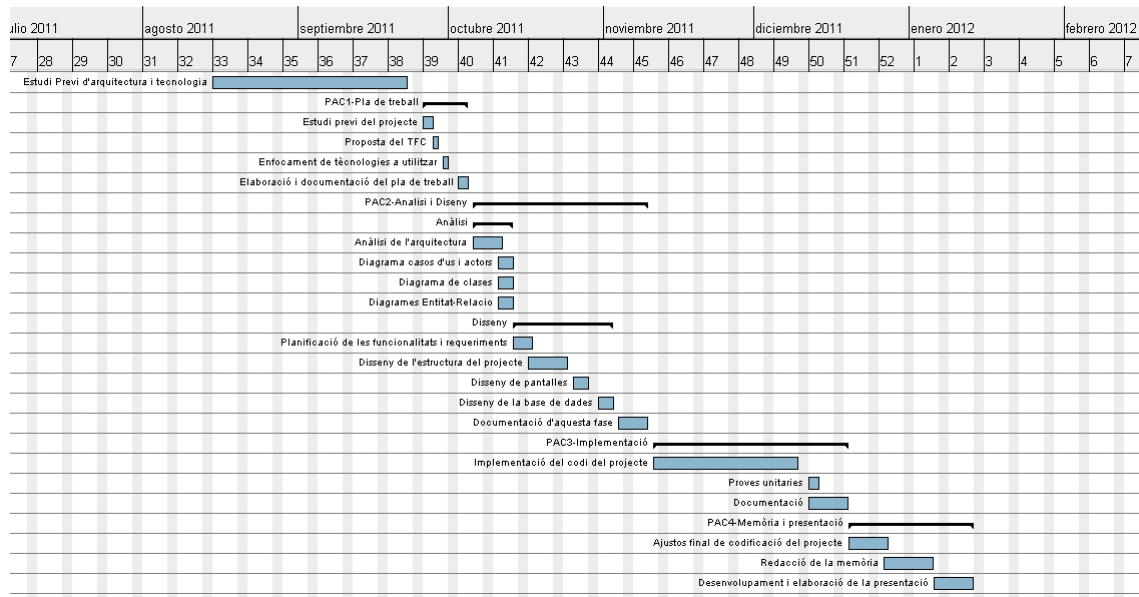 ulio 2011 agosto 2011 septiembre 2011 octubre 2011 noviembre 2011 diciembre 2011 enero 2012 febrero 2012
7 28 29 30 31 32 33 34 35 36 37 38 39 40 41 42 43 44 45 46 47 48 49 50 51 52 1 2 3 4 5 6 7
Estudi Previ d'arquitectura i tecnologia
PAC1-Pla de treball
Estudi previ del projecte
Proposta del TFC
Enfocament de tècnologies a utilitzar
Elaboració i documentació del pla de treball
PAC2-Analisi i Diseny
Anàlisi
Anàlisi de l'arquitectura
Diagrama casos d'us i actors
Diagrama de clases
Diagrames Entitat-Relacio
Disseny
Planificació de les funcionalitats i requeriments
Disseny de l'estructura del projecte
Disseny de pantalles
Disseny de la base de dades
Documentació d'aquesta fase
PAC3-Implementació
Implementació del codi del projecte
Proves unitaries
Documentació
PAC4-Memòria i presentació
Ajustos final de codificació del projecte
Redacció de la memòria
Desenvolupament i elaboració de la presentació